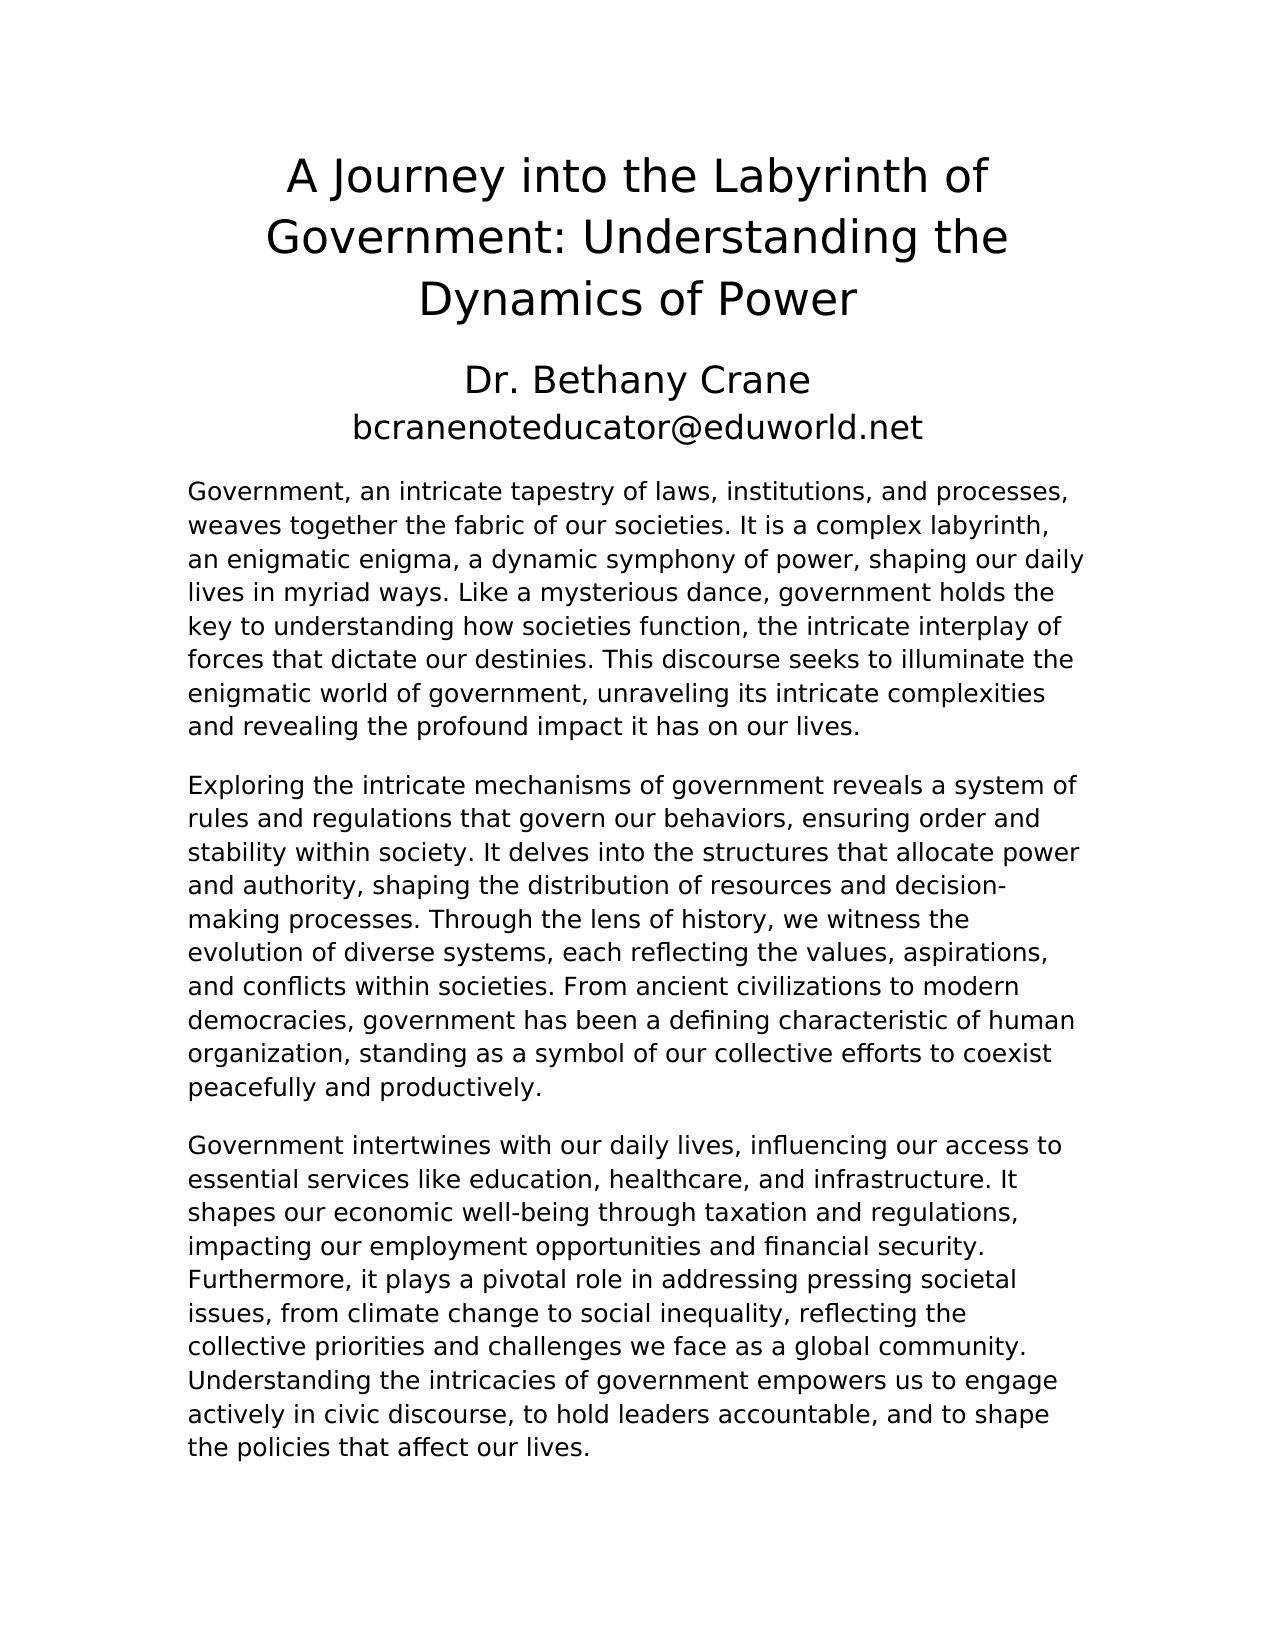 A Journey into the Labyrinth of
Government: Understanding the
Dynamics of Power
Dr. Bethany Crane
bcranenoteducator@eduworld.net
Government, an intricate tapestry of laws, institutions, and processes,
weaves together the fabric of our societies. It is a complex labyrinth,
an enigmatic enigma, a dynamic symphony of power, shaping our daily
lives in myriad ways. Like a mysterious dance, government holds the
key to understanding how societies function, the intricate interplay of
forces that dictate our destinies. This discourse seeks to illuminate the
enigmatic world of government, unraveling its intricate complexities
and revealing the profound impact it has on our lives.
Exploring the intricate mechanisms of government reveals a system of
rules and regulations that govern our behaviors, ensuring order and
stability within society. It delves into the structures that allocate power
and authority, shaping the distribution of resources and decision-
making processes. Through the lens of history, we witness the
evolution of diverse systems, each reflecting the values, aspirations,
and conflicts within societies. From ancient civilizations to modern
democracies, government has been a defining characteristic of human
organization, standing as a symbol of our collective efforts to coexist
peacefully and productively.
Government intertwines with our daily lives, influencing our access to
essential services like education, healthcare, and infrastructure. It
shapes our economic well-being through taxation and regulations,
impacting our employment opportunities and financial security.
Furthermore, it plays a pivotal role in addressing pressing societal
issues, from climate change to social inequality, reflecting the
collective priorities and challenges we face as a global community.
Understanding the intricacies of government empowers us to engage
actively in civic discourse, to hold leaders accountable, and to shape
the policies that affect our lives.